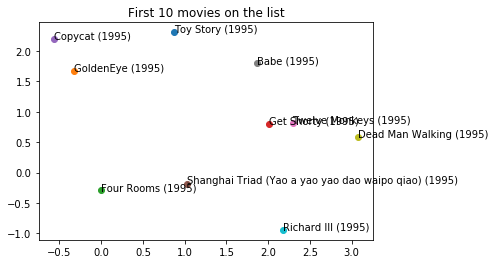 First 10 movies on the list
Toy Story (1995)
Copycat (1995)
2.0
Babe (1995)
GoldenEye (1995)
1.5
1.0
Get Shorty (1995)
Twelve Monkeys (1995)
Dead Man Walking (1995)
0.5
0.0
Shanghai Triad (Yao a yao yao dao waipo qiao) (1995)
Four Rooms (1995)
−0.5
Richard III (1995)
−1.0
−0.5 0.0 0.5 1.0 1.5 2.0 2.5 3.0